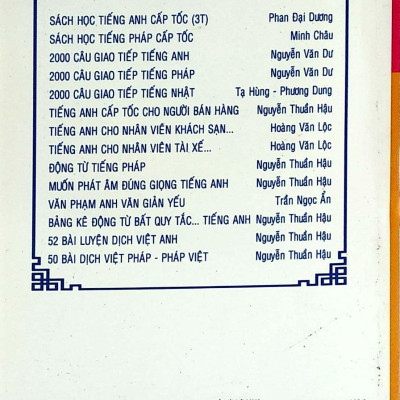 SÁCH HỌC TIẾNG ANH CẤP TỐC (3T) Phan Đại Dương
SÁCH HỌC TIẾNG PHÁP CẤP TỐC Minh Châu
2000 CÂU GIAO TIẾP TIẾNG ANH Nguyễn Văn Dư
2000 CÂU GIAO TIẾP TIẾNG PHÁP Nguyễn Văn Dư
2000 CÂU GIAO TIẾP TIẾNG NHẬT Tạ Hùng - Phương Dung
TIẾNG ANH CẤP TỐC CHO NGƯỜI BÁN HÀNG Nguyễn Thuần Hậu
TIẾNG ANH CHO NHÂN VIÊN KHÁCH SẠN... Hoàng Văn Lộc
TIẾNG ANH CHO NHÂN VIÊN TÀI XẾ... Hoàng Văn Lộc
ĐỘNG TỪ TIẾNG PHÁP Nguyễn Thuần Hậu
MUỐN PHÁT ÂM ĐÚNG GIỌNG TIẾNG ANH Nguyễn Thuần Hậu
VĂN PHẠM ANH VĂN GIẢN YẾU Trần Ngọc Ẩn
BẢNG KÊ ĐỘNG TỪ BẤT QUY TẮC... TIẾNG ANH Nguyễn Thuần Hậu
52 BÀI LUYỆN DỊCH VIỆT ANH Nguyễn Thuần Hậu
50 BÀI DỊCH VIỆT PHÁP - PHÁP VIỆT Nguyễn Thuần Hậu